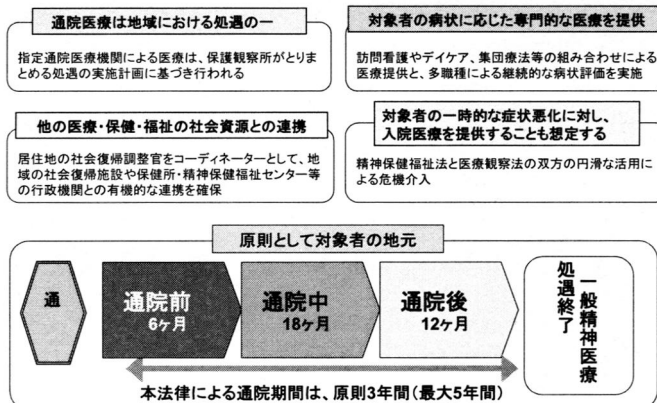 通院医療は地域における処遇の一
指定通院医療機関による医療は、保護観察所がとりま
とめる処遇の実施計画に基づき行われる
対象者の病状に応じた専門的な医療を提供
訪問看護やデイケア、集団療法等の組み合わせによる
医療提供と、多職種による継続的な病状評価を実施
他の医療・保健・福祉の社会資源との連携
居住地の社会復帰調整官をコーディネーターとして、地
域の社会復帰施設や保健所・精神保健福祉センター等
の行政機関との有機的な連携を確保
対象者の一時的な症状悪化に対し、
入院医療を提供することも想定する
精神保健福祉法と医療観察法の双方の円滑な活用に
よる危機介入
原則として対象者の地元
通
通院前
6ヶ月
通院中
18ヶ月
通院後
12ヶ月
一般精神医療
処遇終了
本法律による通院期間は、原則3年間(最大5年間)